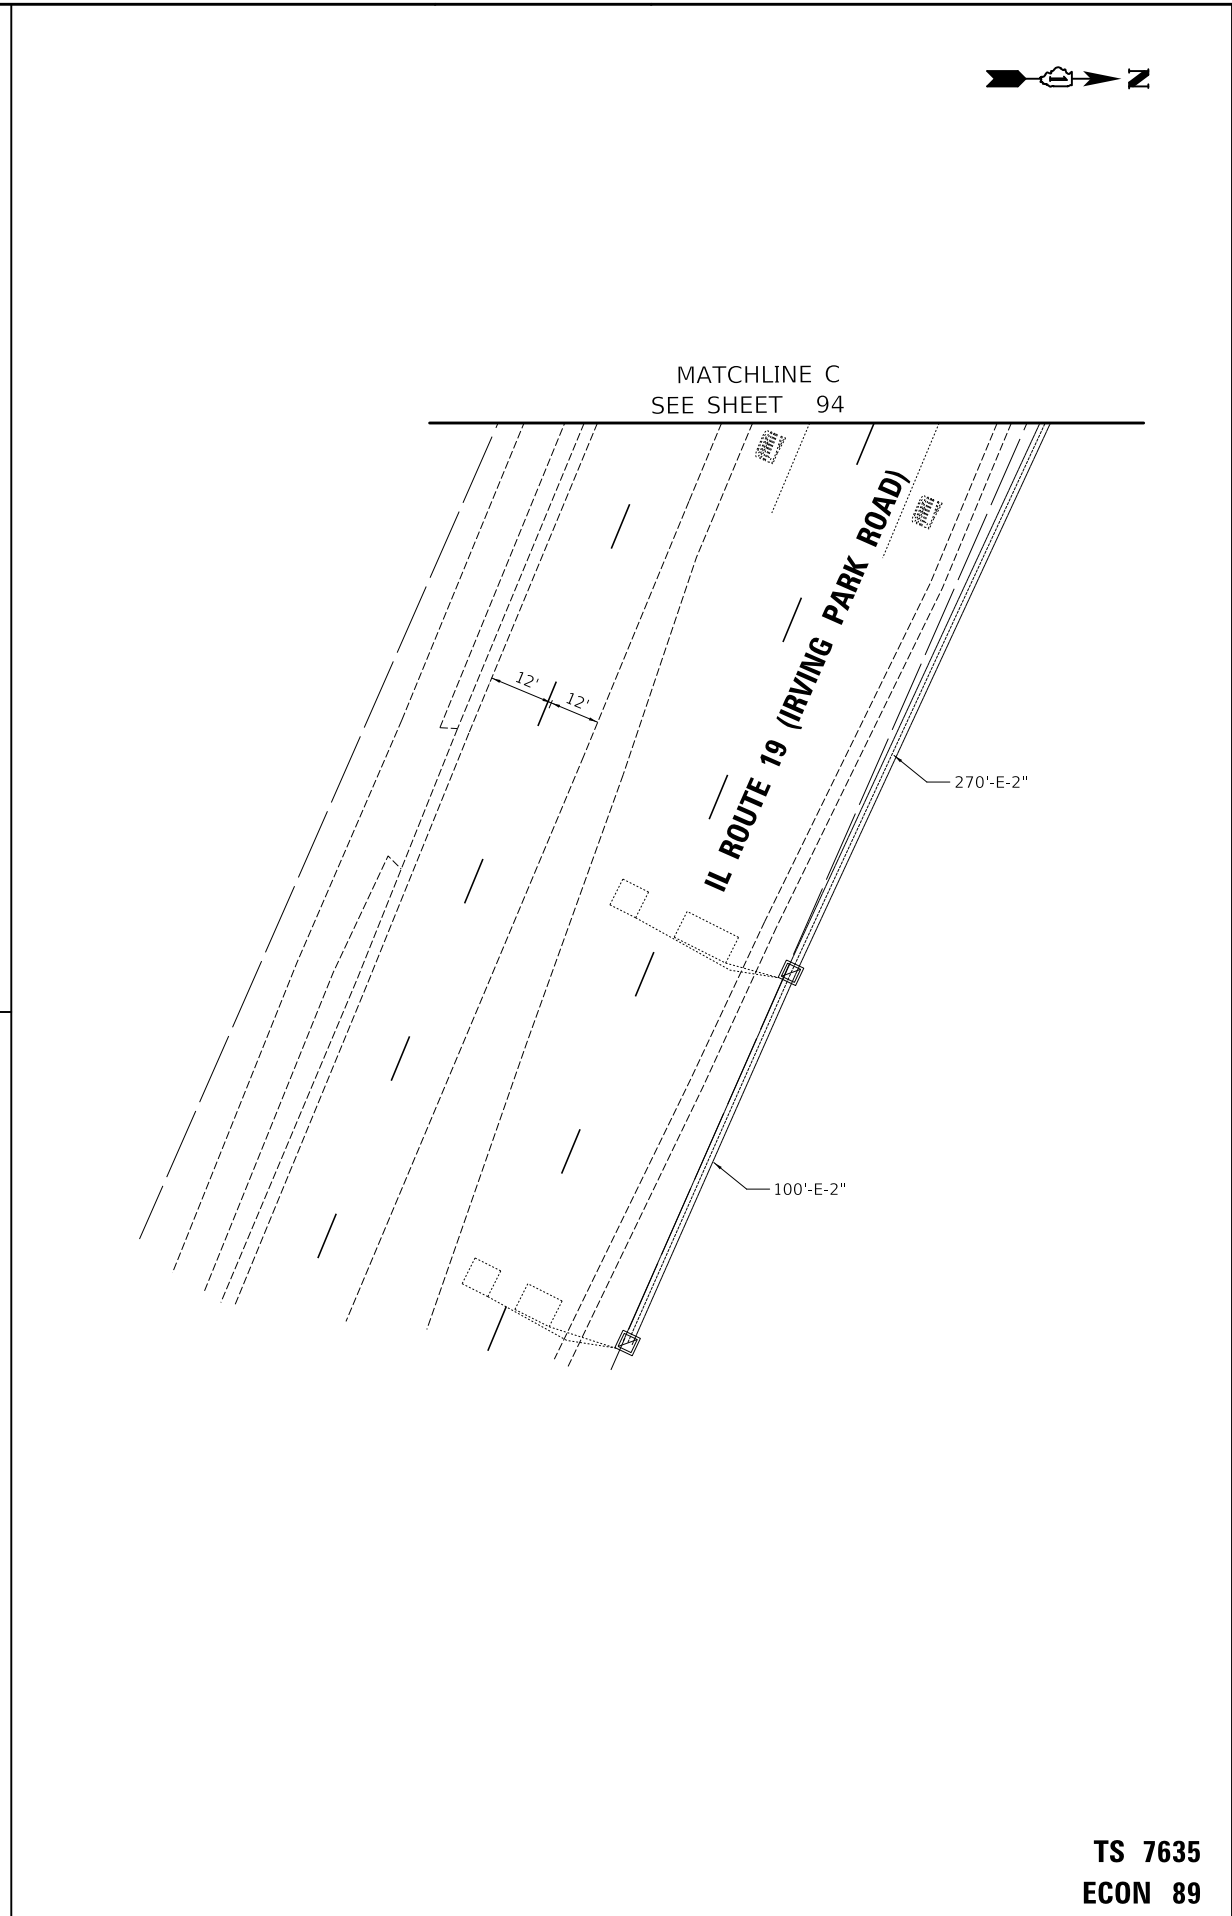 N
MATCHLINE C
SEE SHEET 94
IL ROUTE 19 (IRVING PARK ROAD)
12'
12'
270'-E-2"
100'-E-2"
TS 7635
ECON 89